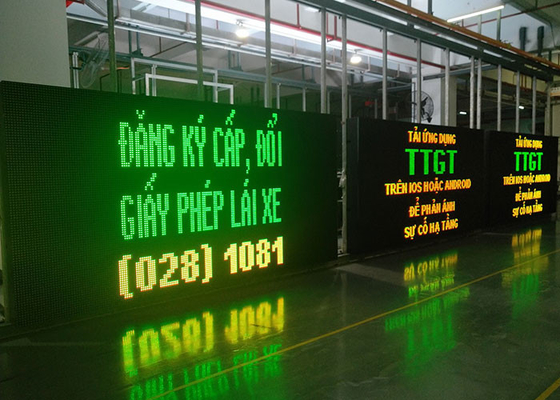 ĐĂNG KÝ CẤP, ĐỔI
GIẤY PHÉP LÁI XE
(028) 1081
TẢI ỨNG DỤNG
TTGT
TRÊN IOS HOẶC ANDROID
ĐỂ PHẢN ÁNH
SỰ CỐ HẠ TẦNG
TẢI ỨNG DỤNG
TTGT
TRÊN IOS HOẶC ANDROID
ĐỂ PHẢN ÁNH
SỰ CỐ HẠ TẦNG